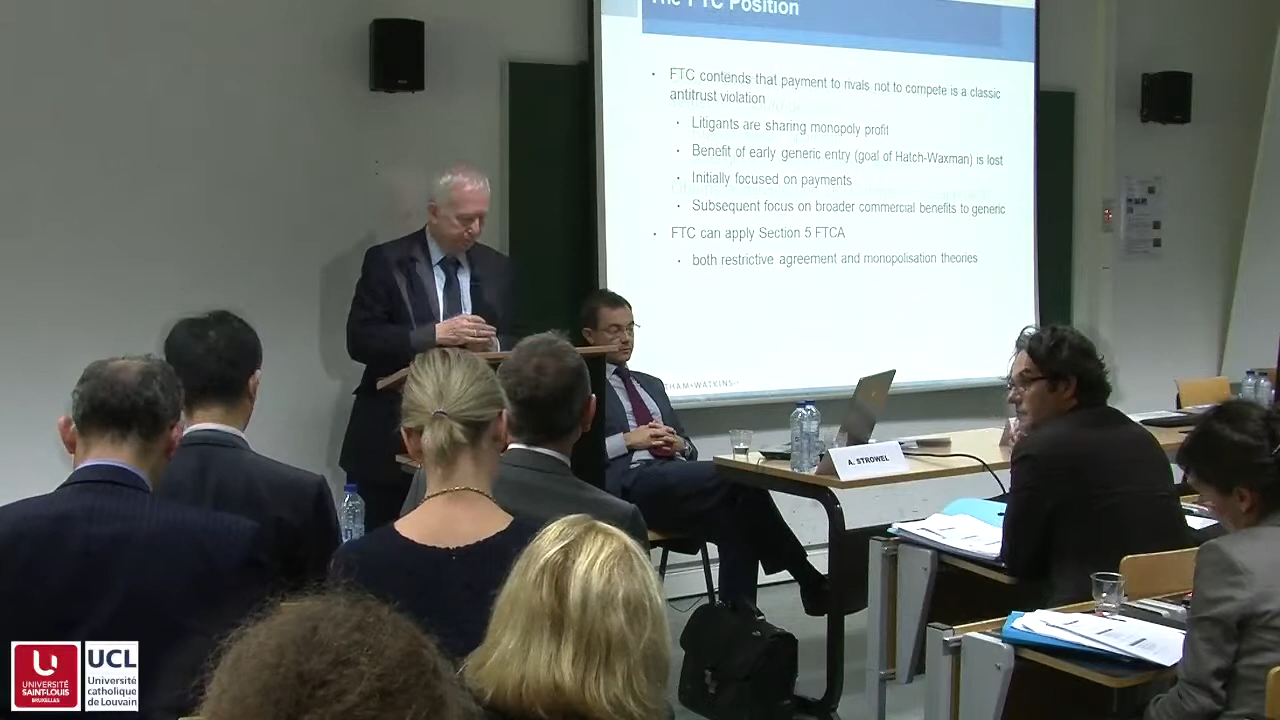 The FTC Position
FTC contends that payment to rivals not to compete is a classic
antitrust violation
Litigants are sharing monopoly profit
Benefit of early generic entry (goal of Hatch-Waxman) is lost
Initially focused on payments
Subsequent focus on broader commercial benefits to generic
FTC can apply Section 5 FTCA
both restrictive agreement and monopolisation theories
THAM & WATKINS
A. STROWEL
UNIVERSITÉ
SAINT-LOUIS
BRUXELLES
UCL
Université
catholique
de Louvain